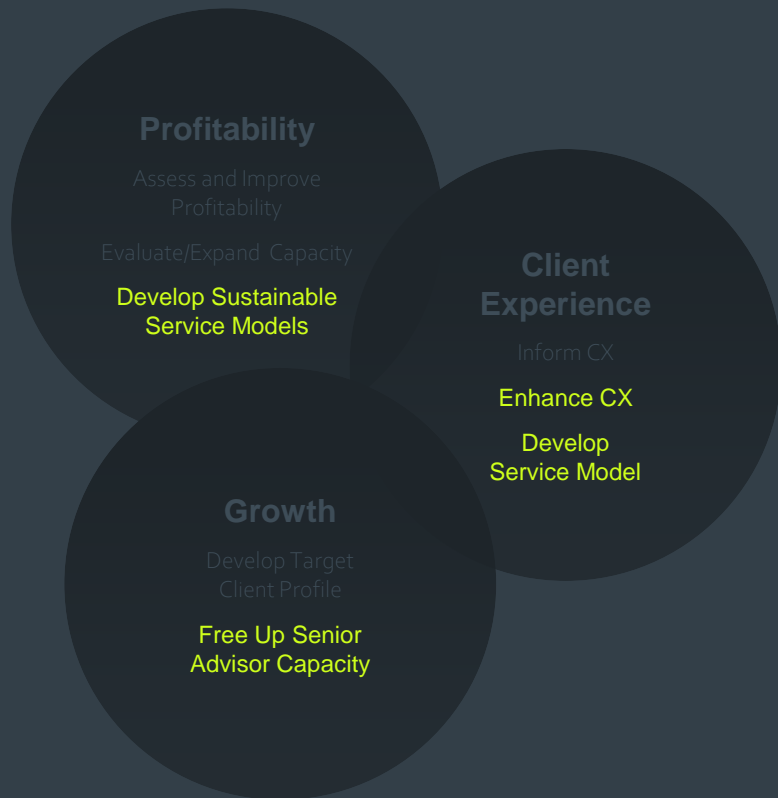 Profitability
Assess and Improve
Profitability
Evaluate/Expand Capacity
Develop Sustainable
Service Models
Client
Experience
Inform CX
Enhance CX
Develop
Service Model
Growth
Develop Target
Client Profile
Free Up Senior
Advisor Capacity